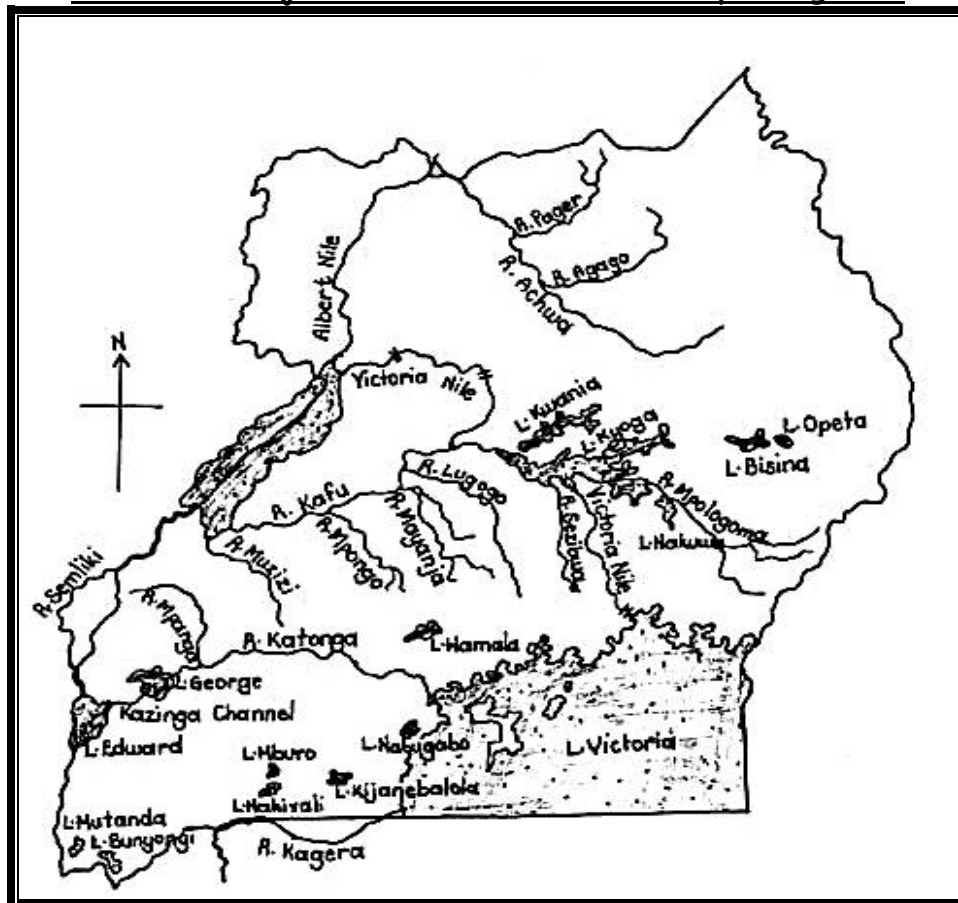 R. Pager
R. Agago
R. Achwa
Albert Nile
N
Victoria Nile
L. Kwania
L. Kyoga
L. Opeta
L. Bisina
R. Lugogo
R. Kafu
R. Mayanja
R. Mpongo
R. Sezibwa
Victoria Nile
R. Mpologoma
R. Muzizi
R. Semliki
R. Mpanga
R. Katonga
L. Wamala
L. George
Kazinga Channel
L. Edward
L. Nabugabo
L. Victoria
L. Mburo
L. Kijanebalola
L. Nakivali
L. Mutanda
L. Bunyongi
R. Kagera